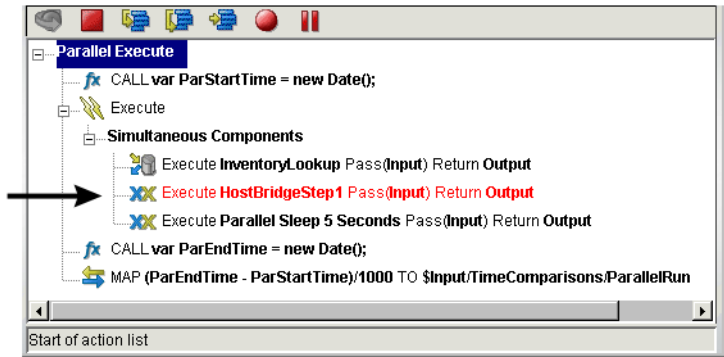 Parallel Execute
CALL var ParStartTime = new Date();
Execute
Simultaneous Components
Execute InventoryLookup Pass(Input) Return Output
Execute HostBridgeStep1 Pass(Input) Return Output
Execute Parallel Sleep 5 Seconds Pass(Input) Return Output
CALL var ParEndTime = new Date();
MAP (ParEndTime - ParStartTime)/1000 TO $Input/TimeComparisons/ParallelRun
Start of action list